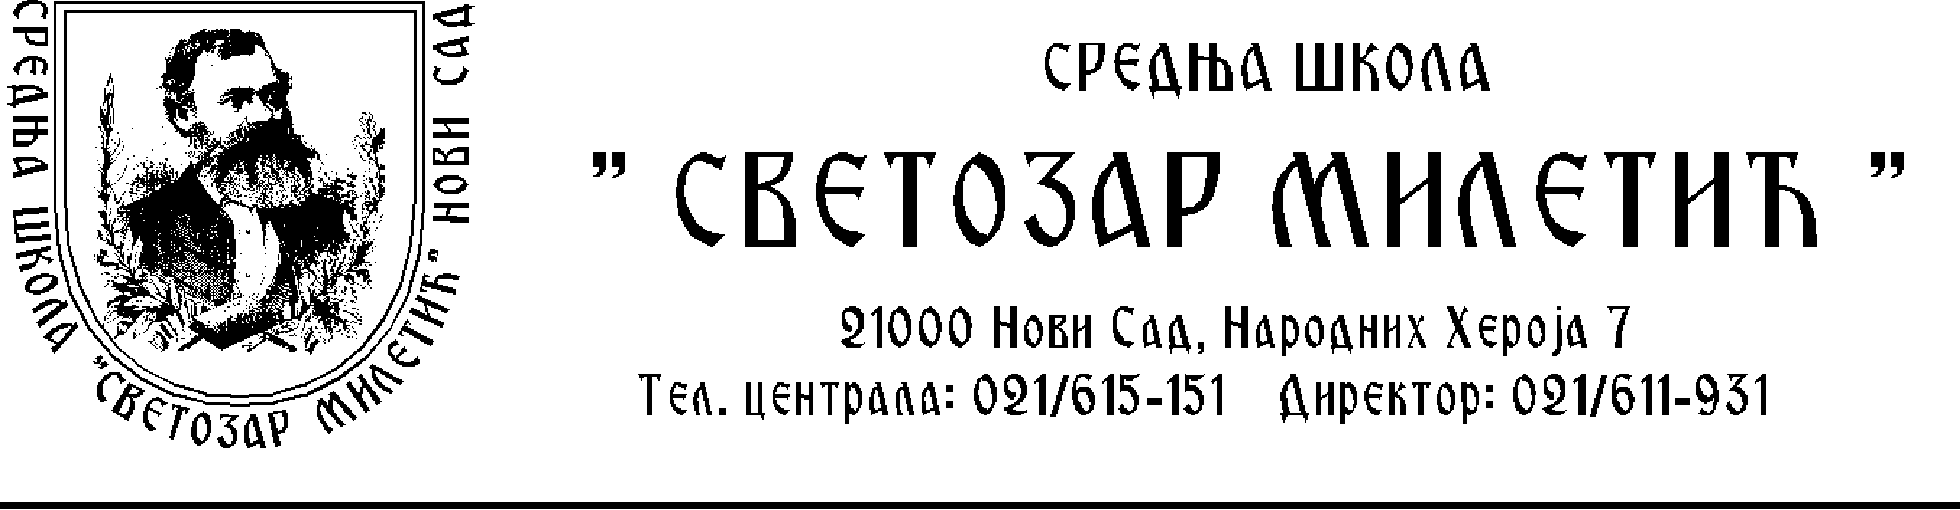 СРЕДЊА ШКОЛА "СВЕТОЗАР МИЛЕТИЋ" НОВИ САД
СРЕДЊА ШКОЛА
" СВЕТОЗАР МИЛЕТИЋ "
21000 Нови Сад, Народних Хероја 7
Тел. централа: 021/615-151 Директор: 021/611-931